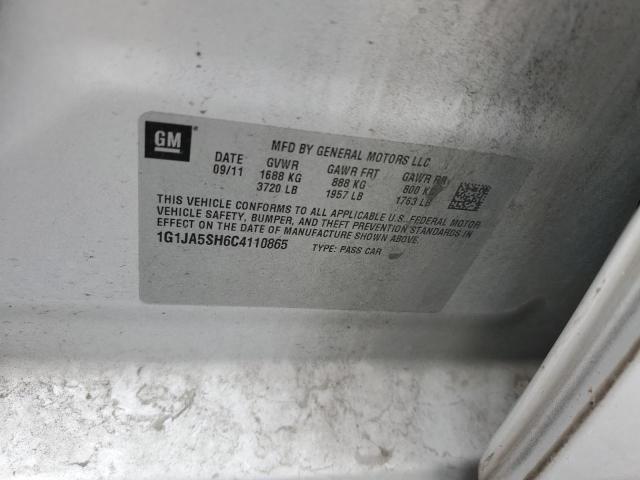 GM
MFD BY GENERAL MOTORS LLC
DATE GVWR GAWR FRT GAWR RR
09/11 1688 KG 888 KG 800 KG
3720 LB 1957 LB 1763 LB
THIS VEHICLE CONFORMS TO ALL APPLICABLE U.S. FEDERAL MOTOR
VEHICLE SAFETY, BUMPER, AND THEFT PREVENTION STANDARDS IN
EFFECT ON THE DATE OF MANUFACTURE SHOWN ABOVE.
1G1JA5SH6C4110865 TYPE: PASS CAR